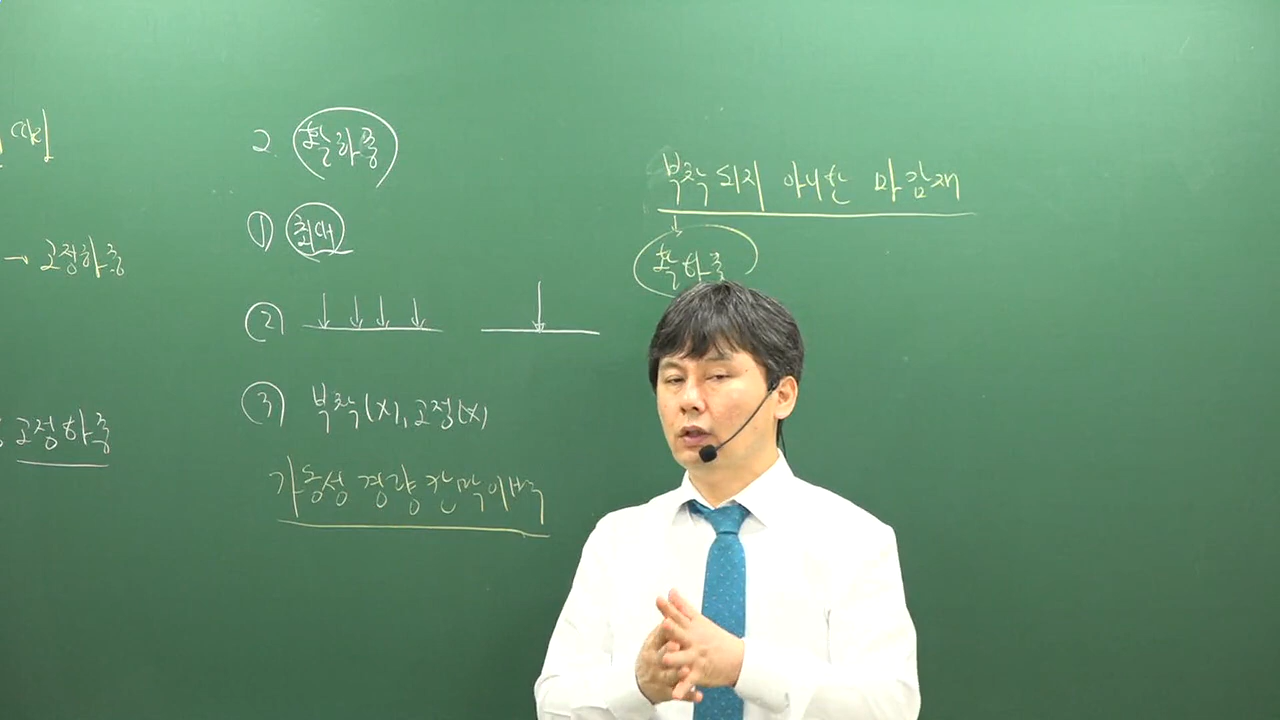 → 고정하중
고정하중
2. 활하중
① 최대
②
③ 부착(X), 고정(X)
가동성 경량 칸막이벽
부착되지 아니한 마감재
↓
활하중